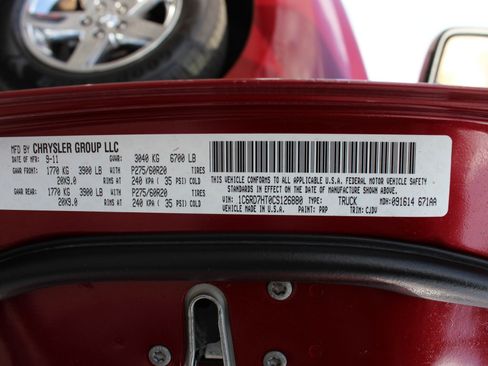 MFD BY CHRYSLER GROUP LLC
DATE OF MFR: 9-11 GVWR: 3040 KG 6700 LB
GAWR FRONT: 1770 KG 3900 LB WITH P275/60R20 TIRES
20X9.0 RIMS AT 240 KPA ( 35 PSI) COLD
GAWR REAR: 1770 KG 3900 LB WITH P275/60R20 TIRES
20X9.0 RIMS AT 240 KPA ( 35 PSI) COLD
THIS VEHICLE CONFORMS TO ALL APPLICABLE U.S.A. FEDERAL MOTOR VEHICLE SAFETY
STANDARDS IN EFFECT ON THE DATE OF MANUFACTURE SHOWN ABOVE.
VIN: 1C6RD7HT0CS126880 TYPE: TRUCK MDH: 091614 671AA
VEHICLE MADE IN U.S.A. PAINT: PRP TRIM: CJDV